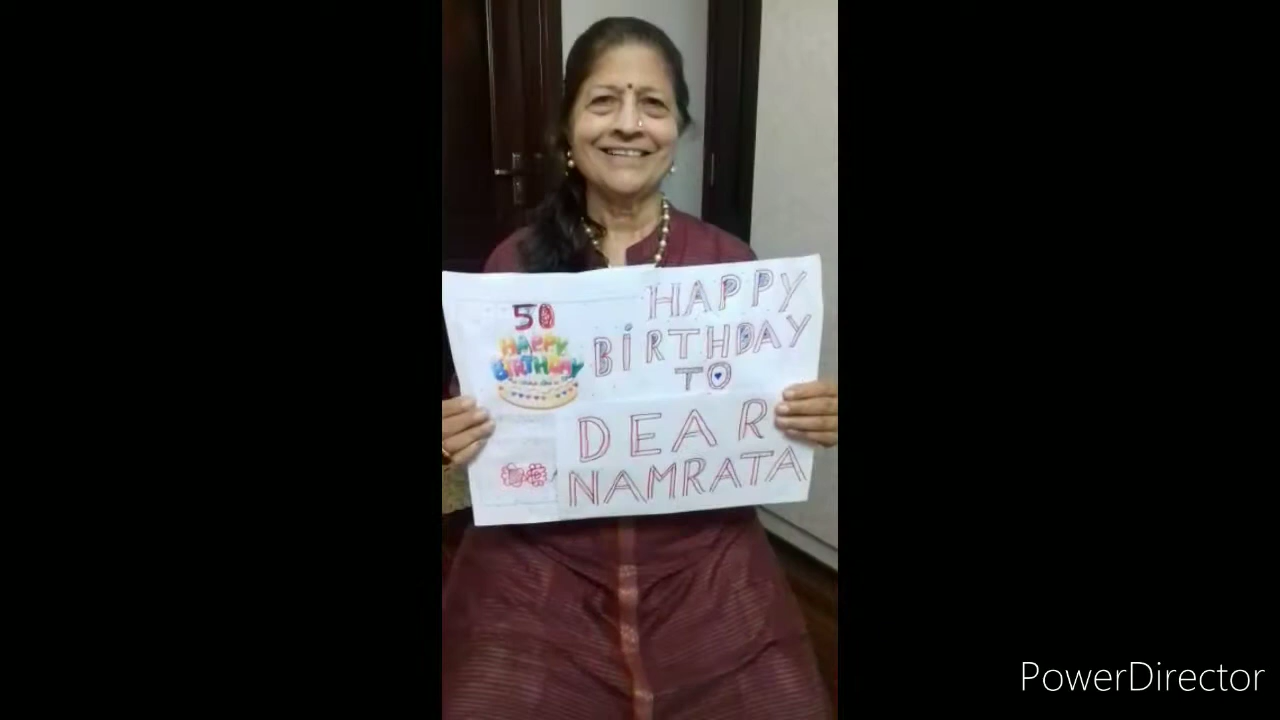 50
HAPPY
BIRTHDAY
HAPPY
BiRTHDAY
TO
DEAR
NAMRATA
PowerDirector